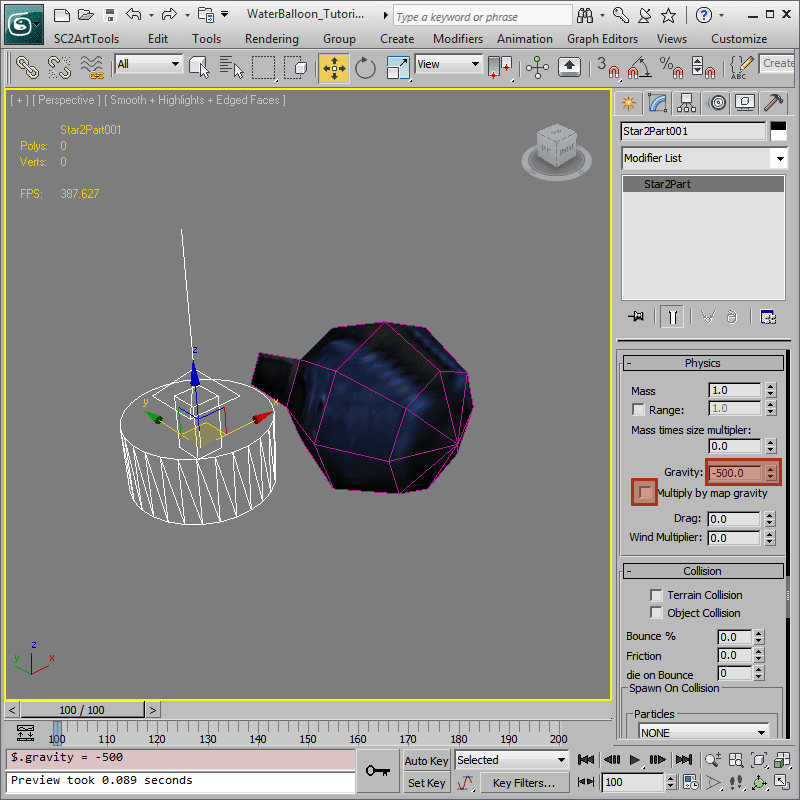 WaterBalloon_Tutori...
Type a keyword or phrase
SC2ArtTools Edit Tools Group Create Modifiers Animation Graph Editors Views
Rendering Customize
All
View
3
%
ABC
Create
[ + ] [ Perspective ] [ Smooth + Highlights + Edged Faces ]
Star2Part001
Polys: 0
Verts: 0
FPS: 387.627
z
y
x
z
y
x
Star2Part001
Modifier List
Star2Part
- Physics
Mass 1.0
Range: 1.0
Mass times size multiplier:
0.0
Gravity: -500.0
Multiply by map gravity
Drag: 0.0
Wind Multiplier: 0.0
- Collision
Terrain Collision
Object Collision
Bounce % 0.0
Friction 0.0
die on Bounce 0
Spawn On Collision
Particles
NONE
< 100 / 100 >
100 110 120 130 140 150 160 170 180 190 200
$.gravity = -500
Preview took 0.089 seconds
Auto Key
Selected
Set Key
Key Filters...
100